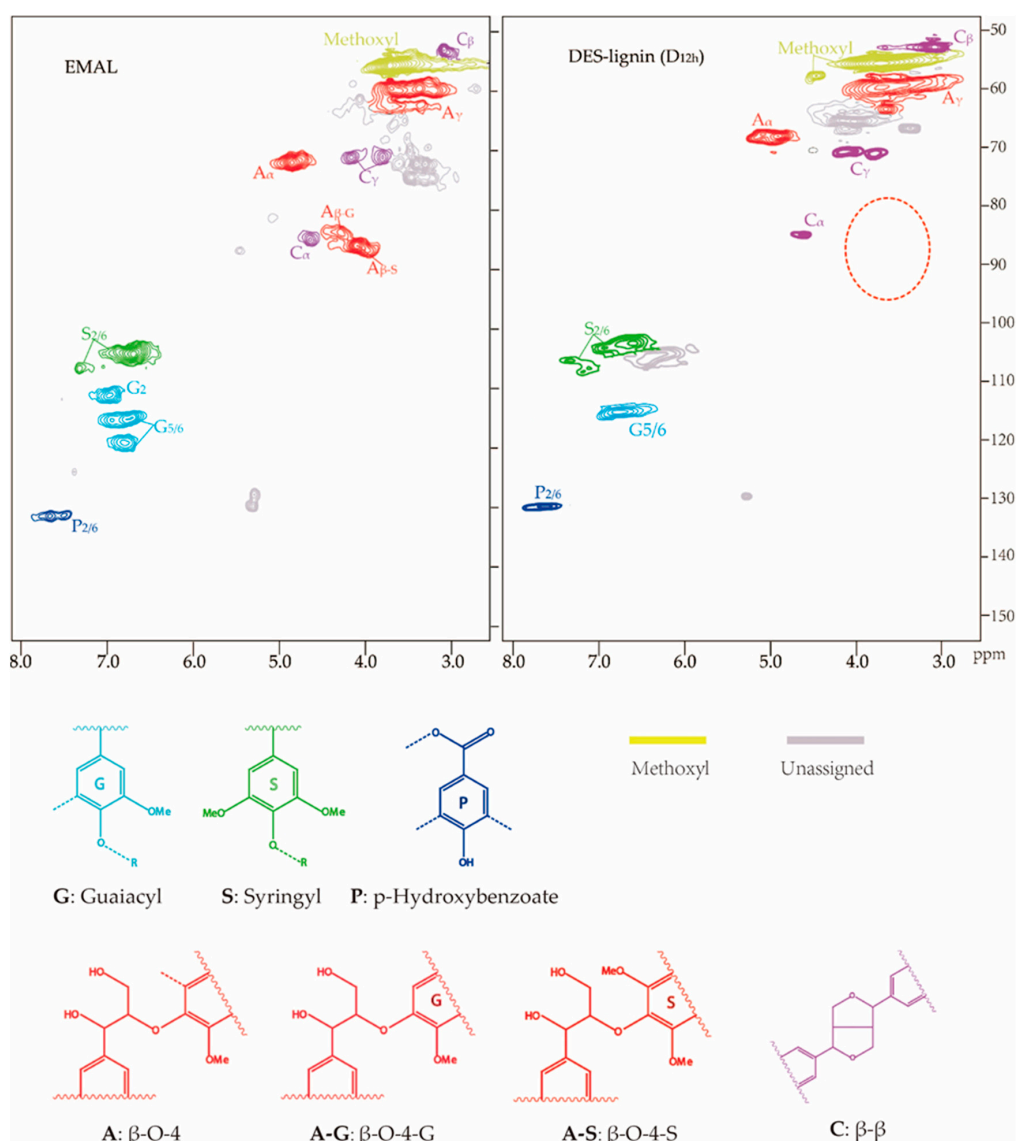 EMAL
Methoxyl
Cβ
Aγ
Aα
Cγ
Aβ-G
Cα
Aβ-S
S2/6
G2
G5/6
P2/6
8.0 7.0 6.0 5.0 4.0 3.0
DES-lignin (D12h)
Cβ
Methoxyl
Aγ
Aα
Cγ
Cα
S2/6
G5/6
P2/6
50
60
70
80
90
100
110
120
130
140
150
8.0 7.0 6.0 5.0 4.0 3.0 ppm
G
OMe
O
R
S
MeO
OMe
O
R
O
O
P
OH
Methoxyl
Unassigned
G: Guaiacyl
S: Syringyl
P: p-Hydroxybenzoate
HO
HO
O
OMe
HO
HO
O
G
OMe
HO
HO
O
MeO
S
OMe
O
O
A: β-O-4
A-G: β-O-4-G
A-S: β-O-4-S
C: β-β